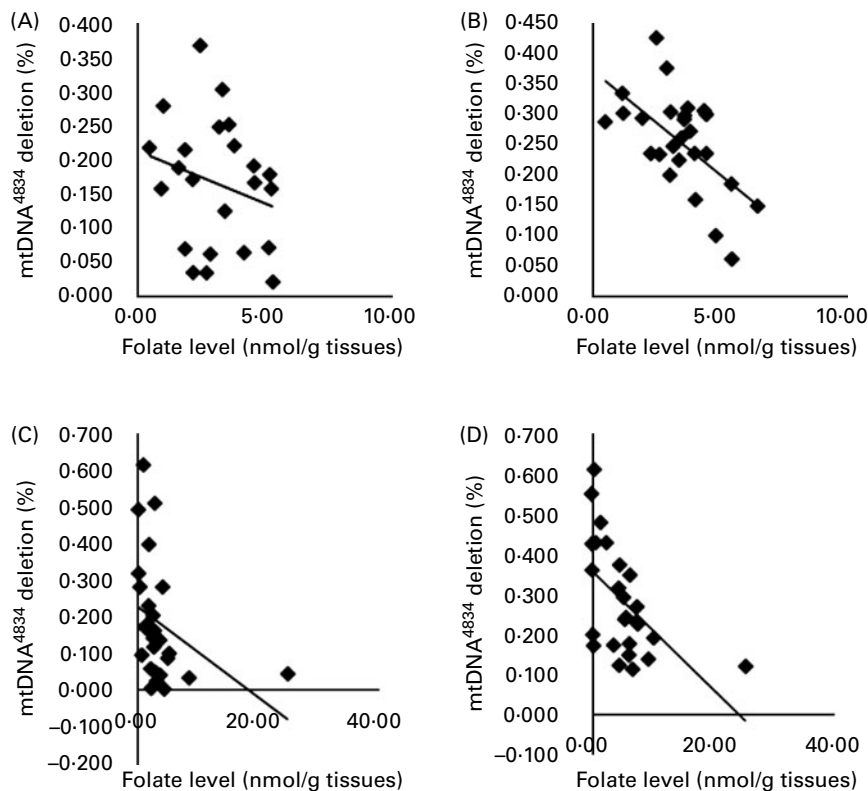 (A)
0·400
0·350
0·300
0·250
0·200
0·150
0·100
0·050
0·000
mtDNA⁴⁸³⁴ deletion (%)
0·00 5·00 10·00
Folate level (nmol/g tissues)
(B)
0·450
0·400
0·350
0·300
0·250
0·200
0·150
0·100
0·050
0·000
mtDNA⁴⁸³⁴ deletion (%)
0·00 5·00 10·00
Folate level (nmol/g tissues)
(C)
0·700
0·600
0·500
0·400
0·300
0·200
0·100
0·000
−0·100
−0·200
mtDNA⁴⁸³⁴ deletion (%)
0·00 20·00 40·00
Folate level (nmol/g tissues)
(D)
0·700
0·600
0·500
0·400
0·300
0·200
0·100
0·000
−0·100
mtDNA⁴⁸³⁴ deletion (%)
0·00 20·00 40·00
Folate level (nmol/g tissues)